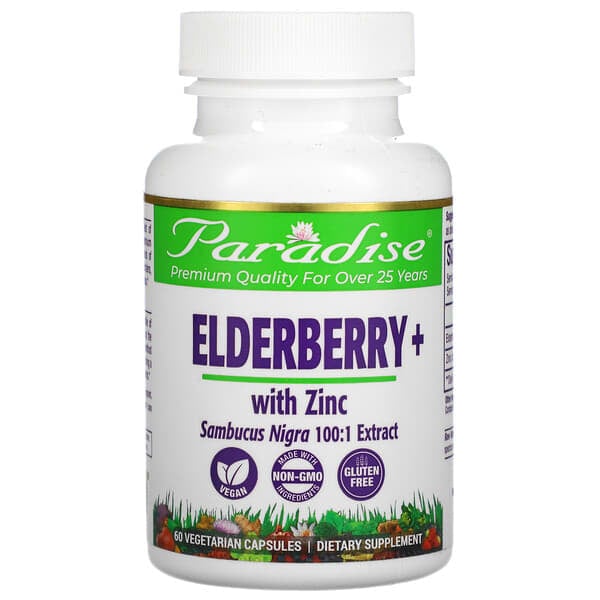 Paradise®
Premium Quality For Over 25 Years
ELDERBERRY+
with Zinc
Sambucus Nigra 100:1 Extract
VEGAN
MADE WITH
NON-GMO
INGREDIENTS
GLUTEN
FREE
60 VEGETARIAN CAPSULES | DIETARY SUPPLEMENT